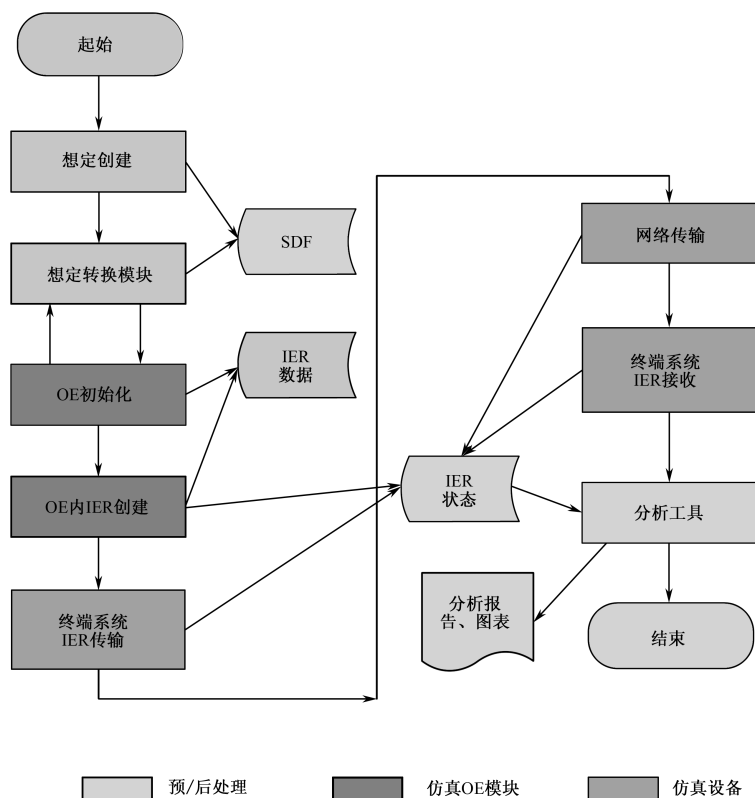 起始
想定创建
SDF
想定转换模块
IER
数据
OE初始化
OE内IER创建
终端系统
IER传输
网络传输
终端系统
IER接收
IER
状态
分析工具
分析报
告、图表
结束
预/后处理
仿真OE模块
仿真设备